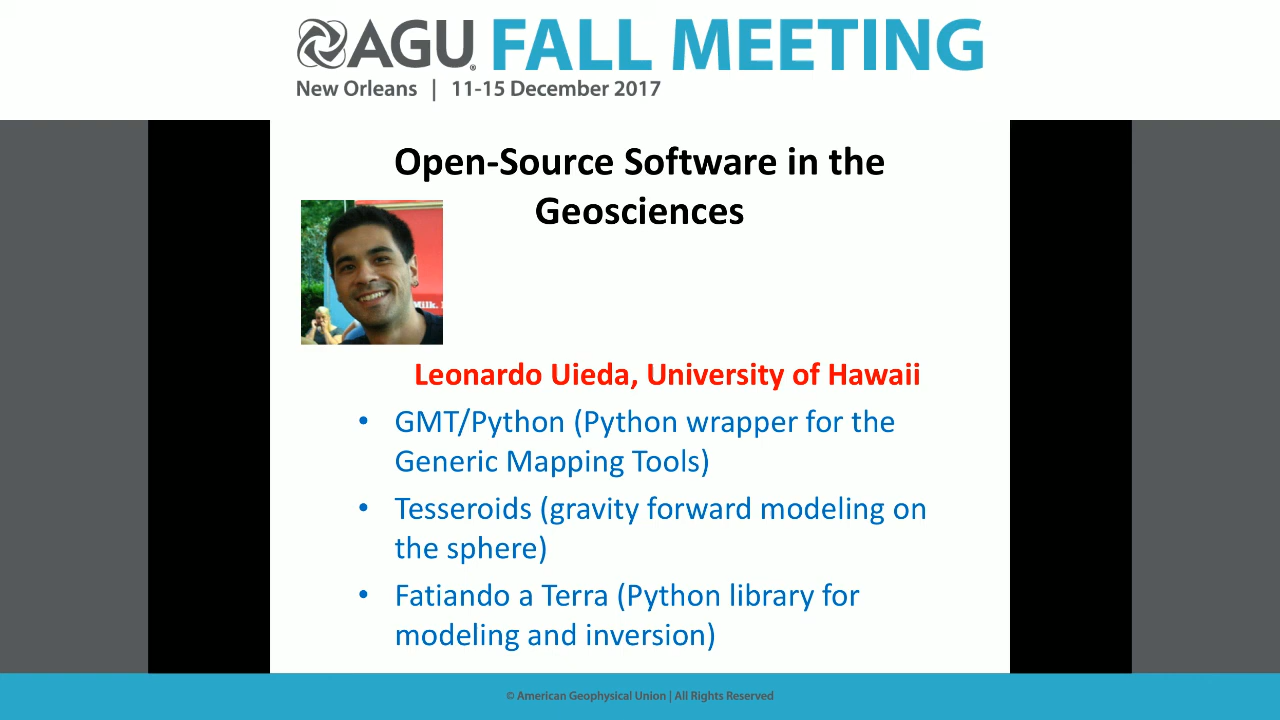 AGU FALL MEETING
New Orleans | 11-15 December 2017
Open-Source Software in the
Geosciences
Milk.
Leonardo Uieda, University of Hawaii
• GMT/Python (Python wrapper for the
Generic Mapping Tools)
• Tesseroids (gravity forward modeling on
the sphere)
• Fatiando a Terra (Python library for
modeling and inversion)
© American Geophysical Union | All Rights Reserved